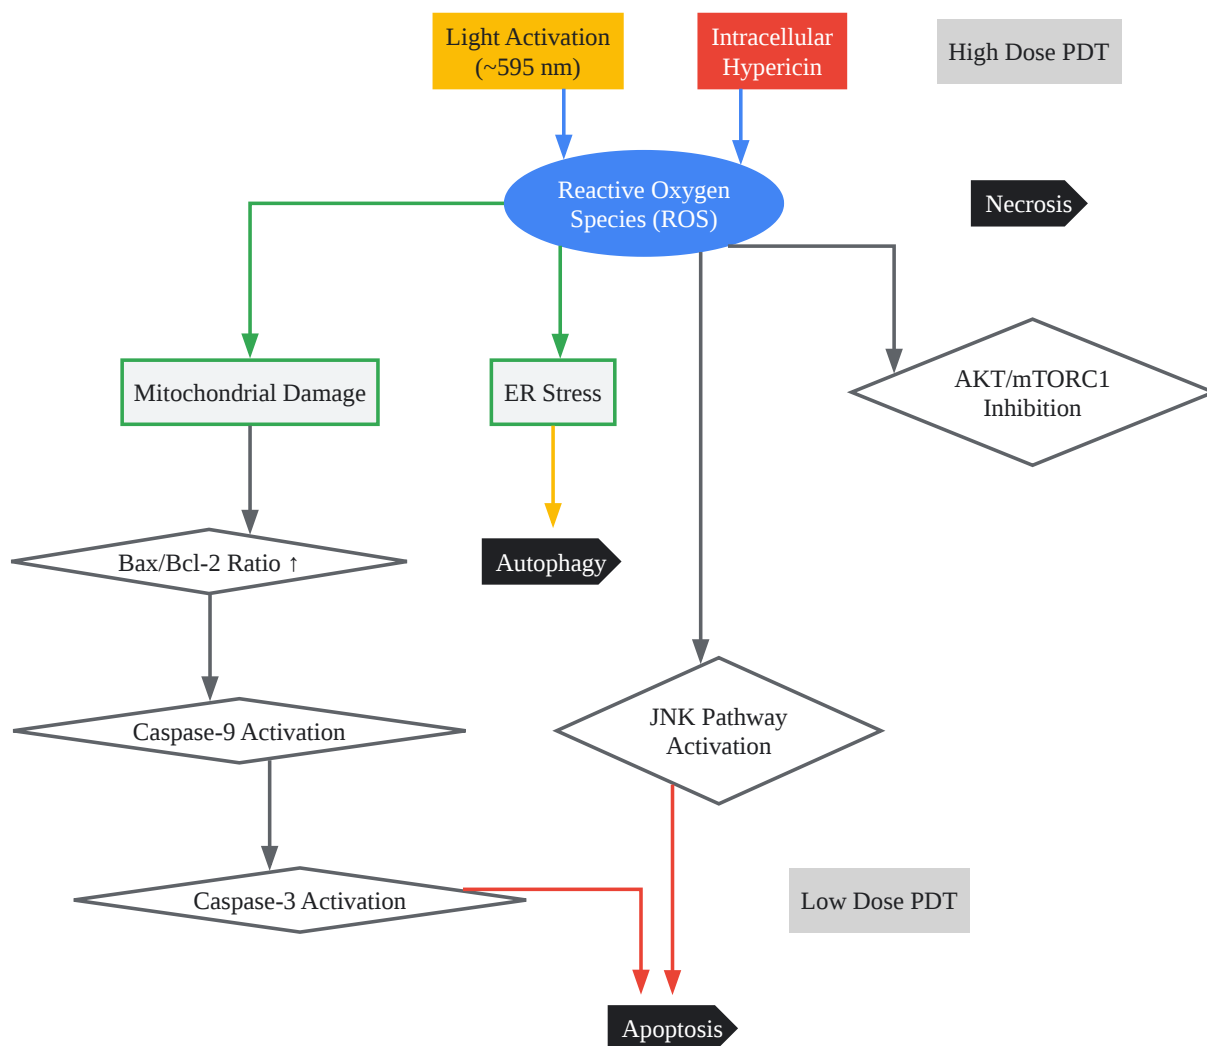 Light Activation
(~595 nm)
Intracellular
Hypericin
High Dose PDT
Reactive Oxygen
Species (ROS)
Necrosis
Mitochondrial Damage
ER Stress
AKT/mTORC1
Inhibition
Bax/Bcl-2 Ratio ↑
Autophagy
Caspase-9 Activation
JNK Pathway
Activation
Caspase-3 Activation
Low Dose PDT
Apoptosis